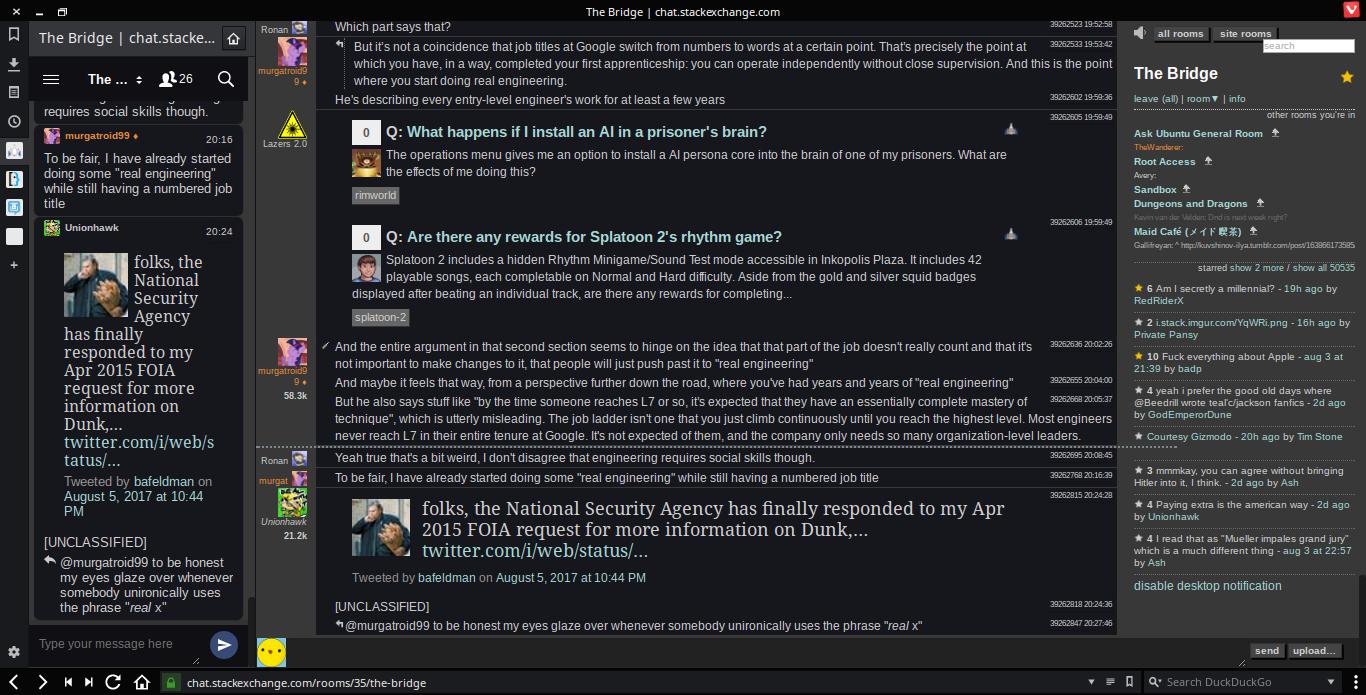 The Bridge | chat.stackexchange.com
The Bridge | chat.stacke...
The ...
26
requires social skills though.
murgatroid99 ♦
20:16
To be fair, I have already started
doing some "real engineering"
while still having a numbered job
title
Unionhawk
20:24
folks, the
National
Security
Agency
has finally
responded to my
Apr 2015 FOIA
request for more
information on
Dunk,...
twitter.com/i/web/s
tatus/...
Tweeted by bafeldman on
August 5, 2017 at 10:44
PM
[UNCLASSIFIED]
@murgatroid99 to be honest
my eyes glaze over whenever
somebody unironically uses
the phrase "real x"
Type your message here
Ronan
Which part says that?
39262523 19:52:58
murgatroid9
9 ♦
But it's not a coincidence that job titles at Google switch from numbers to words at a certain point. That's precisely the point at
39262533 19:53:42
which you have, in a way, completed your first apprenticeship: you can operate independently without close supervision. And this is the point
where you start doing real engineering.
He's describing every entry-level engineer's work for at least a few years
39262602 19:59:36
Lazers 2.0
39262605 19:59:49
0
Q: What happens if I install an AI in a prisoner's brain?
The operations menu gives me an option to install a AI persona core into the brain of one of my prisoners. What are
the effects of me doing this?
rimworld
39262606 19:59:49
0
Q: Are there any rewards for Splatoon 2's rhythm game?
Splatoon 2 includes a hidden Rhythm Minigame/Sound Test mode accessible in Inkopolis Plaza. It includes 42
playable songs, each completable on Normal and Hard difficulty. Aside from the gold and silver squid badges
displayed after beating an individual track, are there any rewards for completing...
splatoon-2
murgatroid9
9 ♦
58.3k
And the entire argument in that second section seems to hinge on the idea that that part of the job doesn't really count and that it's
39262636 20:02:26
not important to make changes to it, that people will just push past it to "real engineering"
And maybe it feels that way, from a perspective further down the road, where you've had years and years of "real engineering"
39262655 20:04:00
But he also says stuff like "by the time someone reaches L7 or so, it's expected that they have an essentially complete mastery of
39262668 20:05:37
technique", which is utterly misleading. The job ladder isn't one that you just climb continuously until you reach the highest level. Most engineers
never reach L7 in their entire tenure at Google. It's not expected of them, and the company only needs so many organization-level leaders.
Ronan
Yeah true that's a bit weird, I don't disagree that engineering requires social skills though.
39262695 20:08:45
murgat
To be fair, I have already started doing some "real engineering" while still having a numbered job title
39262768 20:16:39
Unionhawk
21.2k
39262815 20:24:28
folks, the National Security Agency has finally responded to my Apr
2015 FOIA request for more information on Dunk,...
twitter.com/i/web/status/...
Tweeted by bafeldman on August 5, 2017 at 10:44 PM
[UNCLASSIFIED]
39262818 20:24:36
@murgatroid99 to be honest my eyes glaze over whenever somebody unironically uses the phrase "real x"
39262847 20:27:46
all rooms
site rooms
search
The Bridge
leave (all) | room▼ | info
other rooms you're in
Ask Ubuntu General Room
TheWanderer:
Root Access
Avery:
Sandbox
Dungeons and Dragons
Kevin van der Velden: Dnd is next week right?
Maid Café (メイド喫茶)
Gallifreyan: ^ http://kuvshinov-ilya.tumblr.com/post/163866173585
starred show 2 more / show all 50535
6 Am I secretly a millennial? - 19h ago by
RedRiderX
2 i.stack.imgur.com/YqWRi.png - 16h ago by
Private Pansy
10 Fuck everything about Apple - aug 3 at
21:39 by badp
4 yeah i prefer the good old days where
@Beedrill wrote teal'c/jackson fanfics - 2d ago
by GodEmperorDune
Courtesy Gizmodo - 20h ago by Tim Stone
3 mmmkay, you can agree without bringing
Hitler into it, I think. - 2d ago by Ash
4 Paying extra is the american way - 2d ago
by Unionhawk
4 I read that as "Mueller impales grand jury"
which is a much different thing - aug 3 at 22:57
by Ash
disable desktop notification
send
upload...
chat.stackexchange.com/rooms/35/the-bridge
Search DuckDuckGo